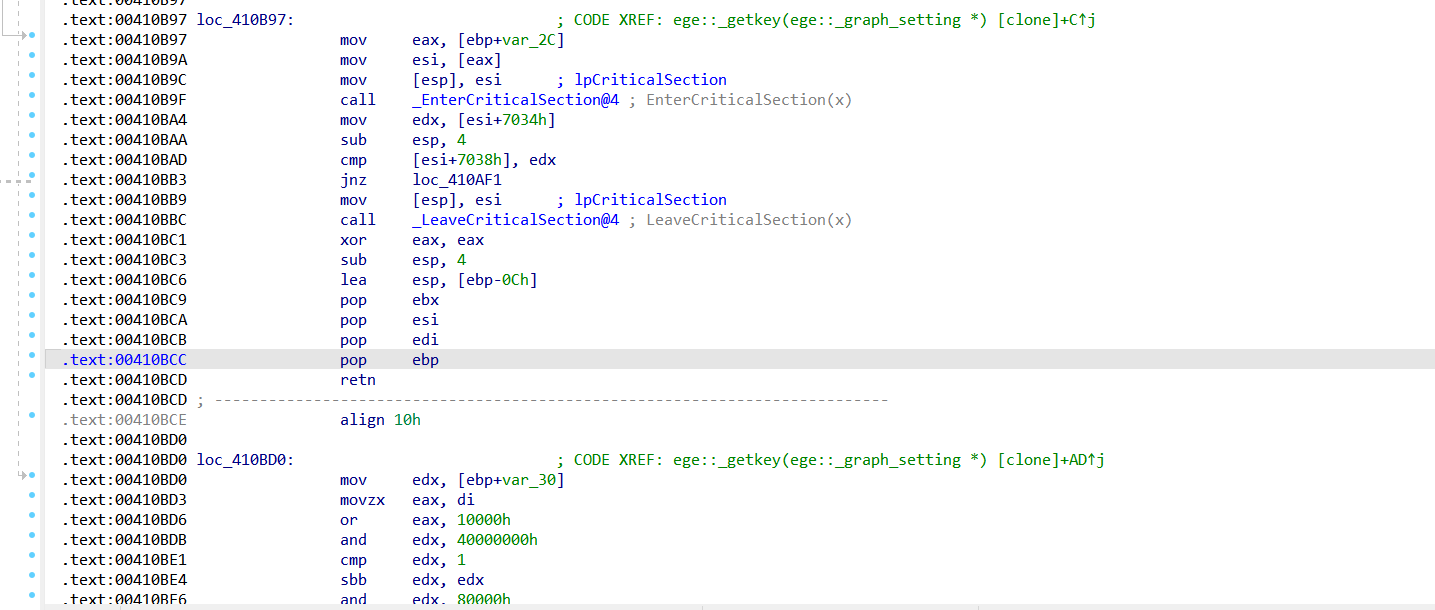 .text:00410B97
.text:00410B97 loc_410B97: ; CODE XREF: ege::_getkey(ege::_graph_setting *) [clone]+C↑j
.text:00410B97 mov eax, [ebp+var_2C]
.text:00410B9A mov esi, [eax]
.text:00410B9C mov [esp], esi ; lpCriticalSection
.text:00410B9F call _EnterCriticalSection@4 ; EnterCriticalSection(x)
.text:00410BA4 mov edx, [esi+7034h]
.text:00410BAA sub esp, 4
.text:00410BAD cmp [esi+7038h], edx
.text:00410BB3 jnz loc_410AF1
.text:00410BB9 mov [esp], esi ; lpCriticalSection
.text:00410BBC call _LeaveCriticalSection@4 ; LeaveCriticalSection(x)
.text:00410BC1 xor eax, eax
.text:00410BC3 sub esp, 4
.text:00410BC6 lea esp, [ebp-0Ch]
.text:00410BC9 pop ebx
.text:00410BCA pop esi
.text:00410BCB pop edi
.text:00410BCC pop ebp
.text:00410BCD retn
.text:00410BCD ; ---------------------------------------------------------------------------
.text:00410BCE align 10h
.text:00410BD0
.text:00410BD0 loc_410BD0: ; CODE XREF: ege::_getkey(ege::_graph_setting *) [clone]+AD↑j
.text:00410BD0 mov edx, [ebp+var_30]
.text:00410BD3 movzx eax, di
.text:00410BD6 or eax, 10000h
.text:00410BDB and edx, 40000000h
.text:00410BE1 cmp edx, 1
.text:00410BE4 sbb edx, edx
.text:00410BE6 and edx, 80000h